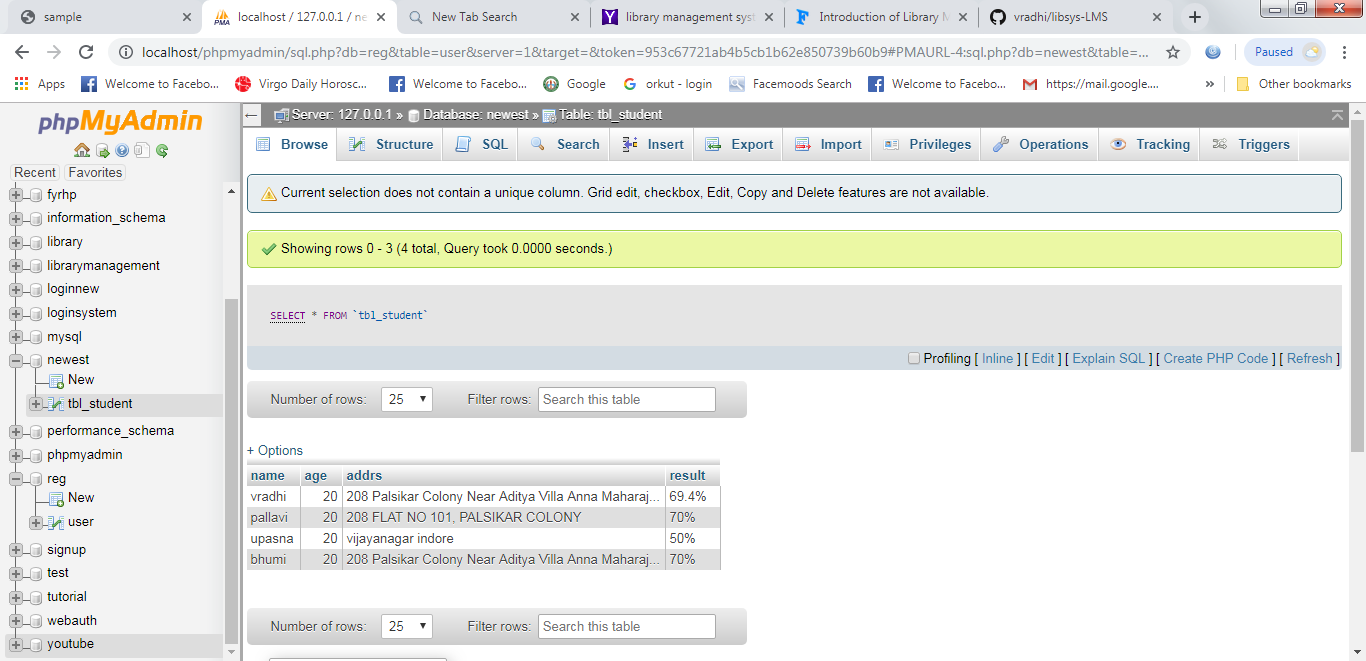 sample
localhost / 127.0.0.1 / ne
New Tab Search
library management sys
Introduction of Library M
vradhi/libsys-LMS
localhost/phpmyadmin/sql.php?db=reg&table=user&server=1&target=&token=953c67721ab4b5cb1b62e850739b60b9#PMAURL-4:sql.php?db=newest&table=...
Paused
Apps
Welcome to Facebo...
Virgo Daily Horosc...
Welcome to Facebo...
Google
orkut - login
Facemoods Search
Welcome to Facebo...
https://mail.google....
»
Other bookmarks
phpMyAdmin
Recent
Favorites
fyrhp
information_schema
library
librarymanagement
loginnew
loginsystem
mysql
newest
New
tbl_student
performance_schema
phpmyadmin
reg
New
user
signup
test
tutorial
webauth
youtube
Server: 127.0.0.1 » Database: newest » Table: tbl_student
Browse
Structure
SQL
Search
Insert
Export
Import
Privileges
Operations
Tracking
Triggers
Current selection does not contain a unique column. Grid edit, checkbox, Edit, Copy and Delete features are not available.
Showing rows 0 - 3 (4 total, Query took 0.0000 seconds.)
SELECT * FROM `tbl_student`
Profiling [ Inline ] [ Edit ] [ Explain SQL ] [ Create PHP Code ] [ Refresh ]
Number of rows: 25 Filter rows: Search this table
+ Options
name age addrs result
vradhi 20 208 Palsikar Colony Near Aditya Villa Anna Maharaj... 69.4%
pallavi 20 208 FLAT NO 101, PALSIKAR COLONY 70%
upasna 20 vijayanagar indore 50%
bhumi 20 208 Palsikar Colony Near Aditya Villa Anna Maharaj... 70%
Number of rows: 25 Filter rows: Search this table